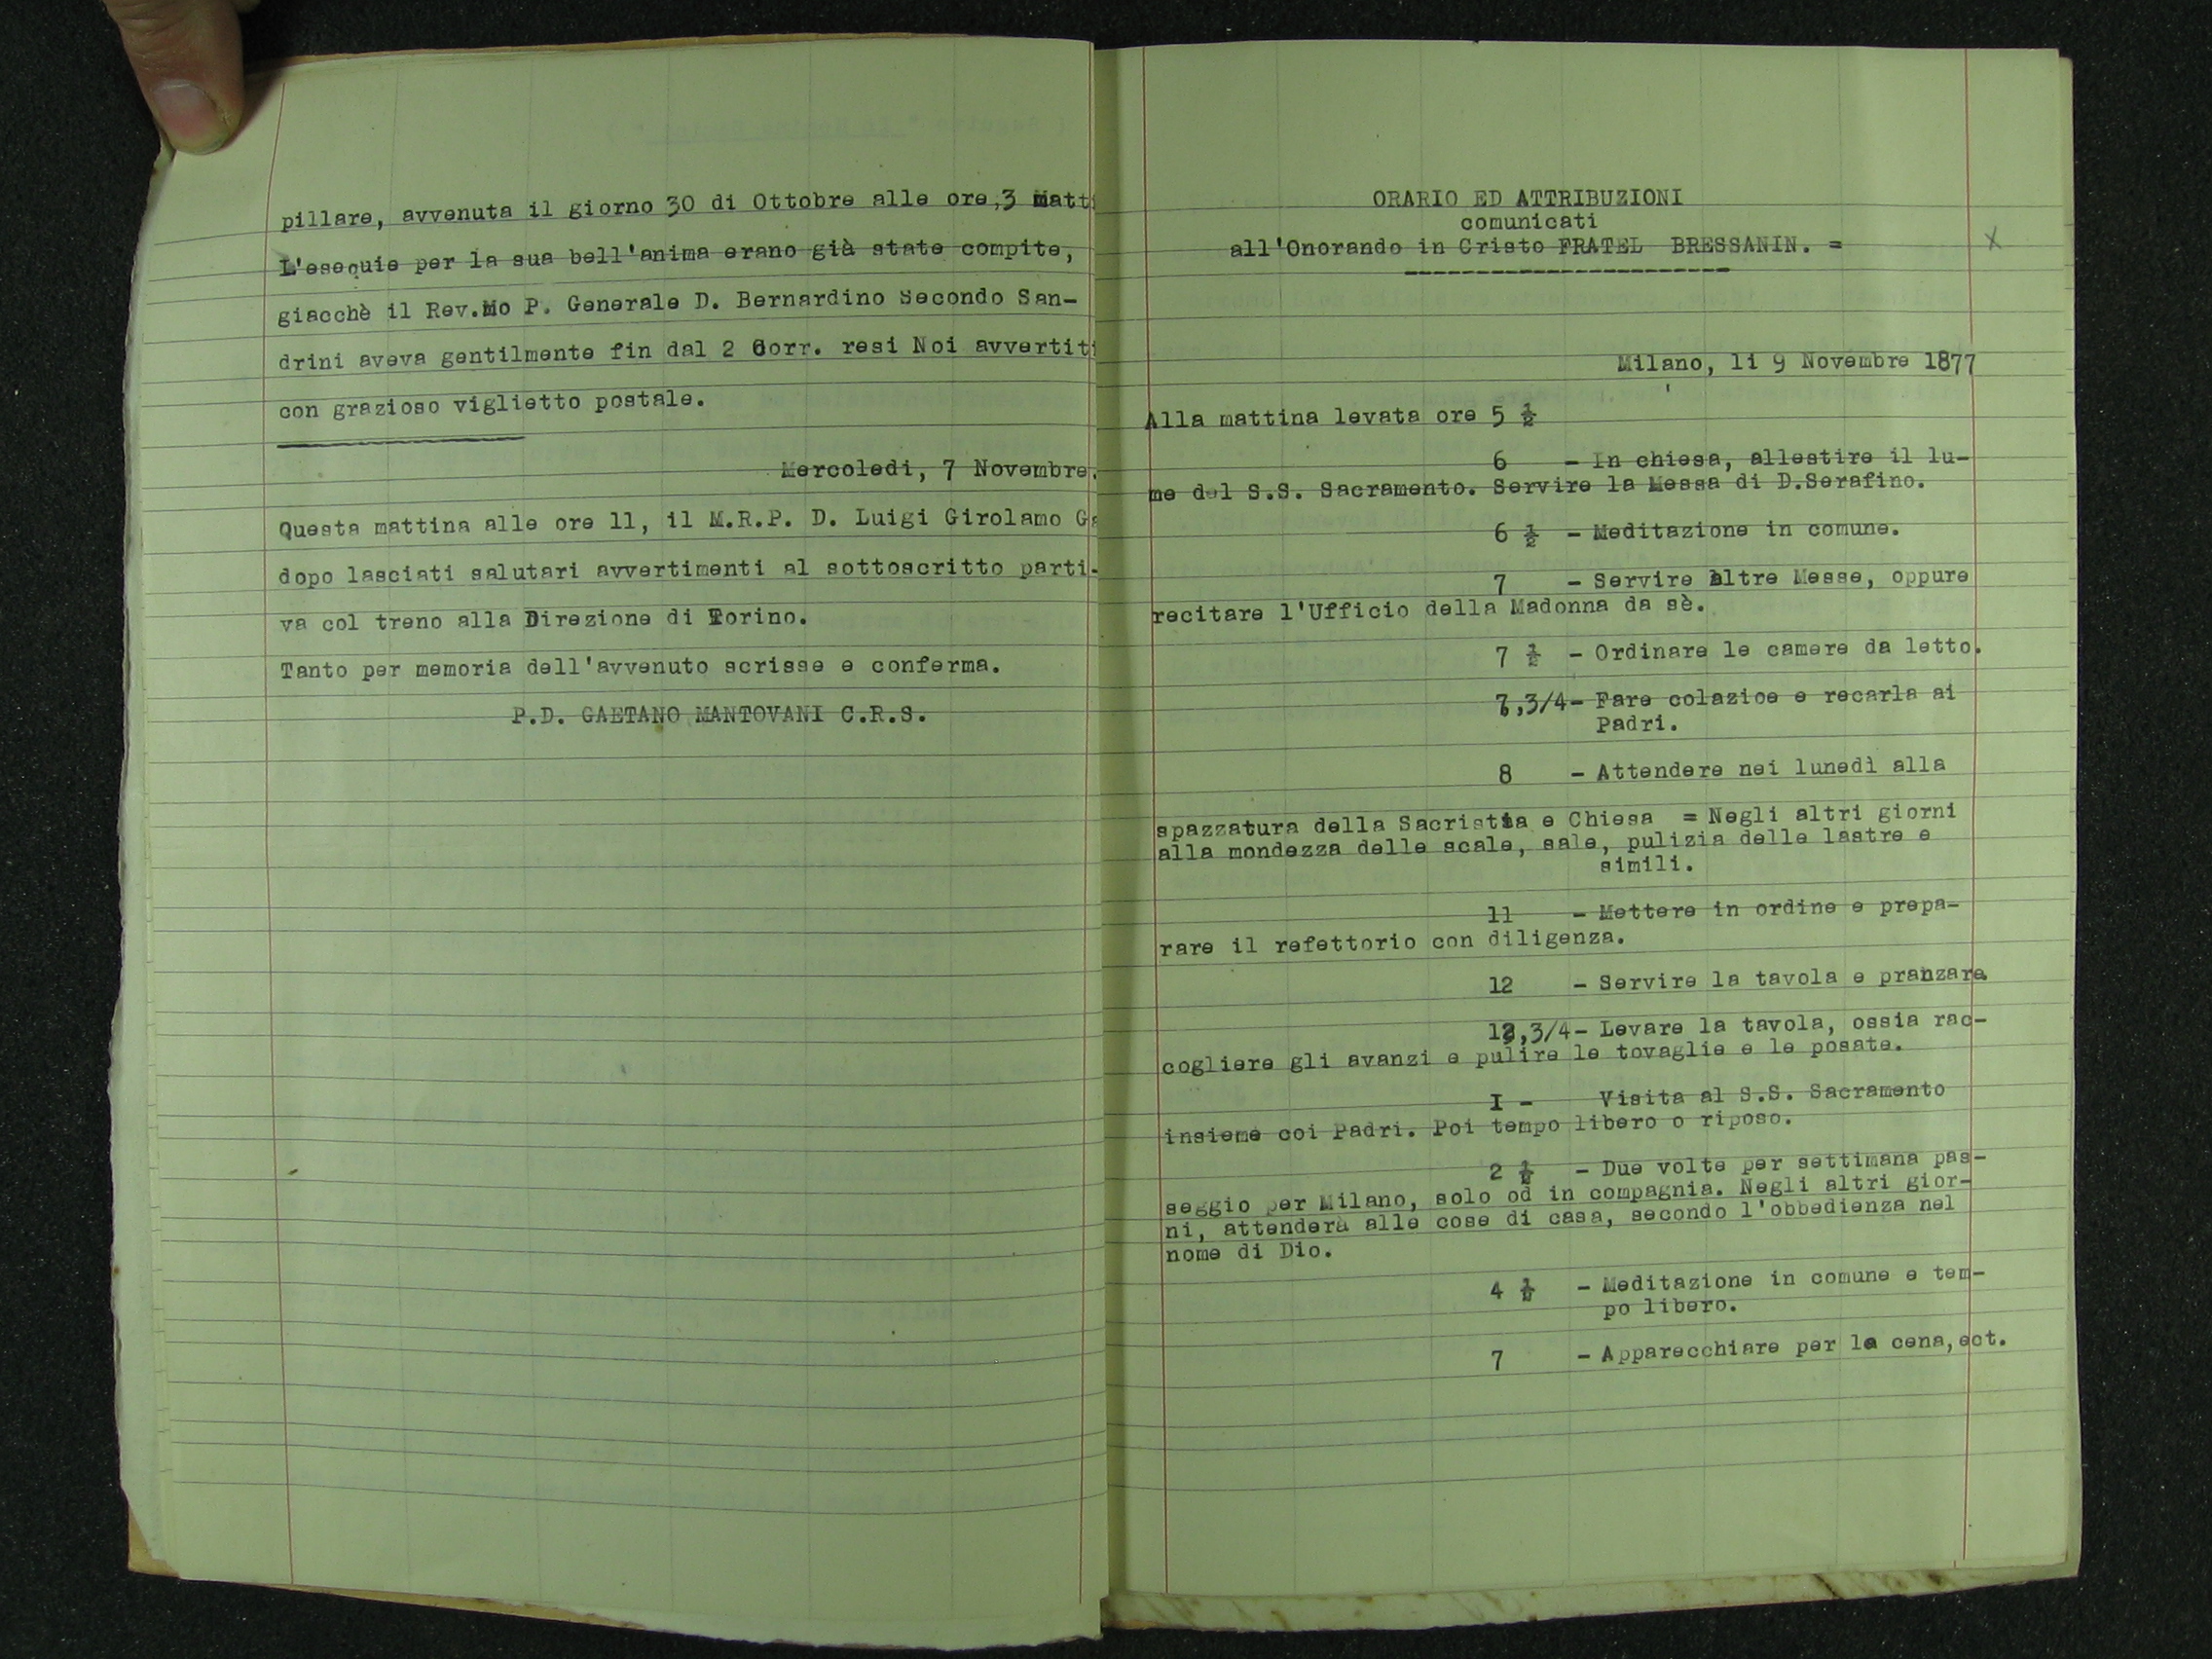 pillare, avvenuta il giorno 30 di Ottobre alle ore,3 Matti
L'esequie per la sua bell'anima erano già state compite,
giacchè il Rev.Mo P. Generale D. Bernardino Secondo San-
drini aveva gentilmente fin dal 2 Corr. resi Noi avvertiti
con grazioso viglietto postale.
Mercoledi, 7 Novembre.
Questa mattina alle ore 11, il M.R.P. D. Luigi Girolamo
dopo lasciati salutari avvertimenti al sottoscritto parti-
va col treno alla Direzione di Torino.
Tanto per memoria dell'avvenuto scrisse e conferma.
P.D. GAETANO MANTOVANI C.R.S.
ORARIO ED ATTRIBUZIONI
comunicati
all'Onorando in Cristo FRATEL BRESSANIN. =
X
Milano, li 9 Novembre 1877
Alla mattina levata ore 5 ½
6 - In chiesa, allestire il lu-
me del S.S. Sacramento. Servire la Messa di D.Serafino.
6 ½ - Meditazione in comune.
7 - Servire altre Messe, oppure
recitare l'Ufficio della Madonna da sè.
7 ½ - Ordinare le camere da letto.
7,3/4- Fare colazioe e recarla ai
Padri.
8 - Attendere nei lunedì alla
spazzatura della Sacristia e Chiesa = Negli altri giorni
alla mondezza delle scale, sale, pulizia delle lastre e
simili.
11 - Mettere in ordine e prepa-
rare il refettorio con diligenza.
12 - Servire la tavola e pranzare
12,3/4- Levare la tavola, ossia rac-
cogliere gli avanzi e pulire le tovaglie e le posate.
I - Visita al S.S. Sacramento
insieme coi Padri. Poi tempo libero o riposo.
2 ½ - Due volte per settimana pas-
seggio per Milano, solo od in compagnia. Negli altri gior-
ni, attenderà alle cose di casa, secondo l'obbedienza nel
nome di Dio.
4 ½ - Meditazione in comune e tem-
po libero.
7 - Apparecchiare per la cena,ect.